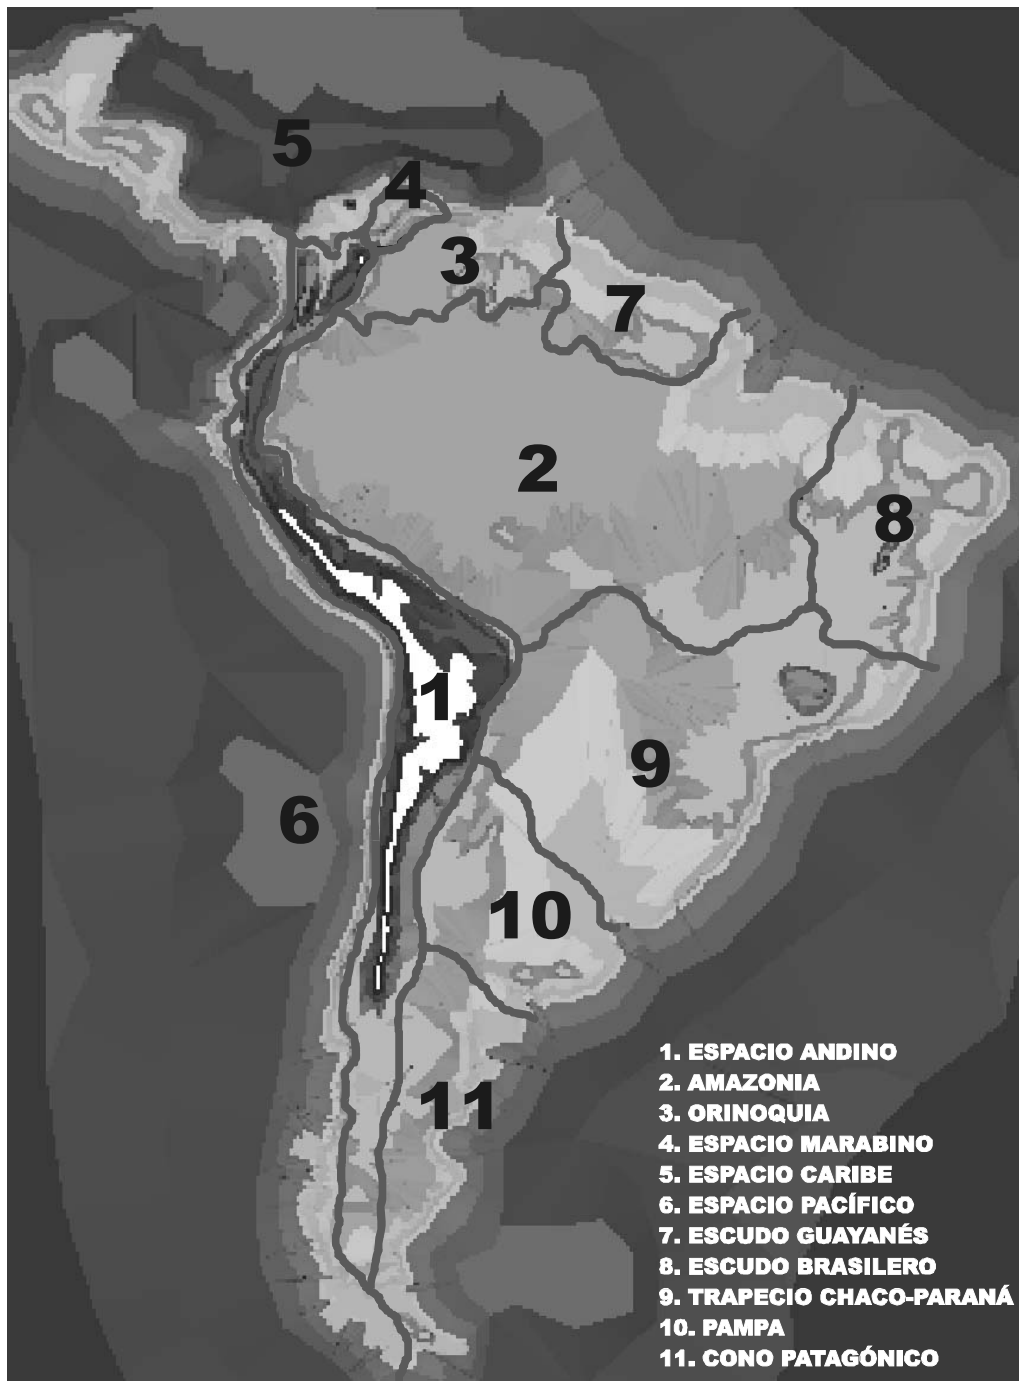 5
4
3
7
2
8
1
9
6
10
11
1. ESPACIO ANDINO
2. AMAZONIA
3. ORINOQUIA
4. ESPACIO MARABINO
5. ESPACIO CARIBE
6. ESPACIO PACÍFICO
7. ESCUDO GUAYANÉS
8. ESCUDO BRASILERO
9. TRAPECIO CHACO-PARANÁ
10. PAMPA
11. CONO PATAGÓNICO